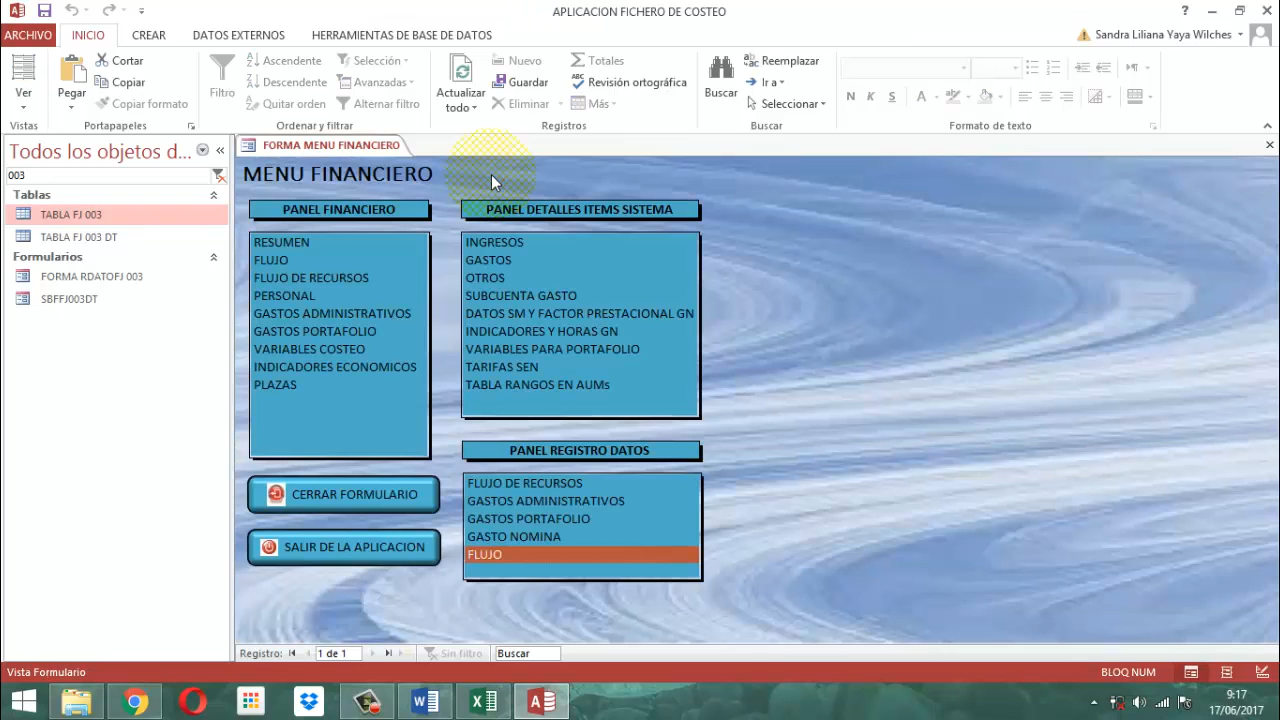 APLICACION FICHERO DE COSTEO
?
ARCHIVO INICIO CREAR DATOS EXTERNOS HERRAMIENTAS DE BASE DE DATOS
Sandra Liliana Yaya Wilches
Ver
Vistas
Pegar
Cortar
Copiar
Copiar formato
Portapapeles
Filtro
Ascendente
Descendente
Quitar orden
Selección
Avanzadas
Alternar filtro
Ordenar y filtrar
Actualizar
todo
Nuevo
Guardar
Eliminar
Totales
Revisión ortográfica
Más
Registros
Buscar
Reemplazar
Ir a
Seleccionar
Buscar
N K S A
Formato de texto
Todos los objetos d...
003
Tablas
TABLA FJ 003
TABLA FJ 003 DT
Formularios
FORMA RDATOFJ 003
SBFFJ003DT
FORMA MENU FINANCIERO
MENU FINANCIERO
PANEL FINANCIERO
RESUMEN
FLUJO
FLUJO DE RECURSOS
PERSONAL
GASTOS ADMINISTRATIVOS
GASTOS PORTAFOLIO
VARIABLES COSTEO
INDICADORES ECONOMICOS
PLAZAS
CERRAR FORMULARIO
SALIR DE LA APLICACION
PANEL DETALLES ITEMS SISTEMA
INGRESOS
GASTOS
OTROS
SUBCUENTA GASTO
DATOS SM Y FACTOR PRESTACIONAL GN
INDICADORES Y HORAS GN
VARIABLES PARA PORTAFOLIO
TARIFAS SEN
TABLA RANGOS EN AUMs
PANEL REGISTRO DATOS
FLUJO DE RECURSOS
GASTOS ADMINISTRATIVOS
GASTOS PORTAFOLIO
GASTO NOMINA
FLUJO
Registro: 1 de 1 Sin filtro Buscar
Vista Formulario
BLOQ NUM
9:17
17/06/2017